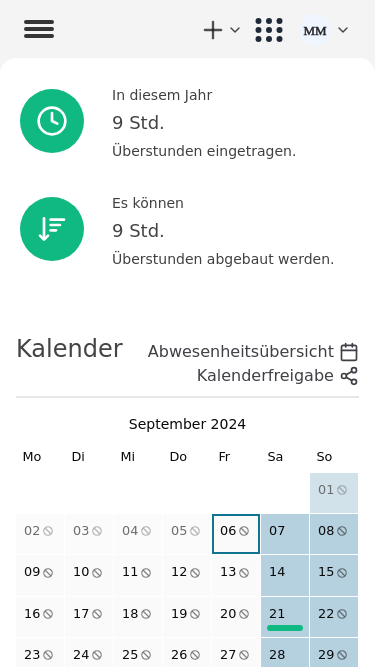 MM
In diesem Jahr
9 Std.
Überstunden eingetragen.
Es können
9 Std.
Überstunden abgebaut werden.
Kalender
Abwesenheitsübersicht
Kalenderfreigabe
September 2024
Mo Di Mi Do Fr Sa So
01
02 03 04 05 06 07 08
09 10 11 12 13 14 15
16 17 18 19 20 21 22
23 24 25 26 27 28 29